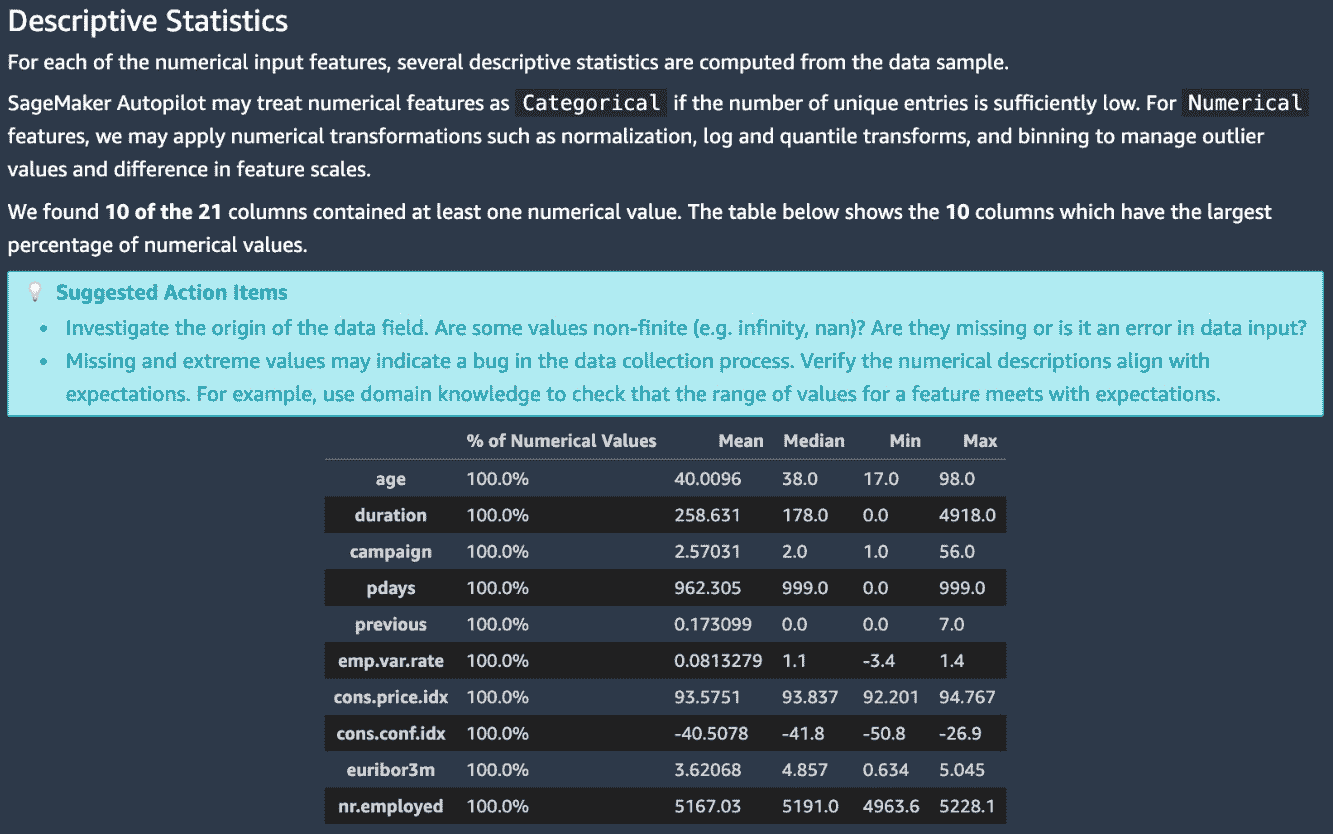 Descriptive Statistics
For each of the numerical input features, several descriptive statistics are computed from the data sample.
SageMaker Autopilot may treat numerical features as Categorical if the number of unique entries is sufficiently low. For Numerical
features, we may apply numerical transformations such as normalization, log and quantile transforms, and binning to manage outlier
values and difference in feature scales.
We found 10 of the 21 columns contained at least one numerical value. The table below shows the 10 columns which have the largest
percentage of numerical values.
Suggested Action Items
• Investigate the origin of the data field. Are some values non-finite (e.g. infinity, nan)? Are they missing or is it an error in data input?
• Missing and extreme values may indicate a bug in the data collection process. Verify the numerical descriptions align with
expectations. For example, use domain knowledge to check that the range of values for a feature meets with expectations.
% of Numerical Values Mean Median Min Max
age 100.0% 40.0096 38.0 17.0 98.0
duration 100.0% 258.631 178.0 0.0 4918.0
campaign 100.0% 2.57031 2.0 1.0 56.0
pdays 100.0% 962.305 999.0 0.0 999.0
previous 100.0% 0.173099 0.0 0.0 7.0
emp.var.rate 100.0% 0.0813279 1.1 -3.4 1.4
cons.price.idx 100.0% 93.5751 93.837 92.201 94.767
cons.conf.idx 100.0% -40.5078 -41.8 -50.8 -26.9
euribor3m 100.0% 3.62068 4.857 0.634 5.045
nr.employed 100.0% 5167.03 5191.0 4963.6 5228.1